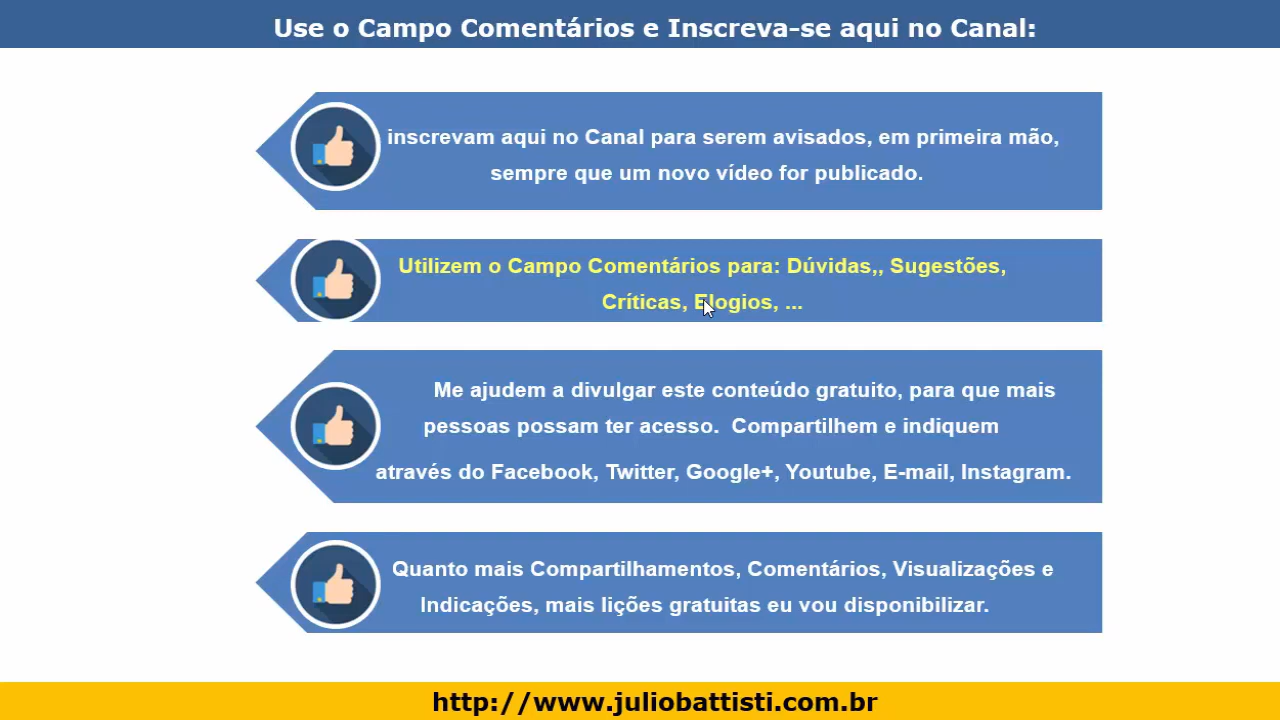 Use o Campo Comentários e Inscreva-se aqui no Canal:
inscrevam aqui no Canal para serem avisados, em primeira mão,
sempre que um novo vídeo for publicado.
Utilizem o Campo Comentários para: Dúvidas,, Sugestões,
Críticas, Elogios, ...
Me ajudem a divulgar este conteúdo gratuito, para que mais
pessoas possam ter acesso.  Compartilhem e indiquem
através do Facebook, Twitter, Google+, Youtube, E-mail, Instagram.
Quanto mais Compartilhamentos, Comentários, Visualizações e
Indicações, mais lições gratuitas eu vou disponibilizar.
http://www.juliobattisti.com.br